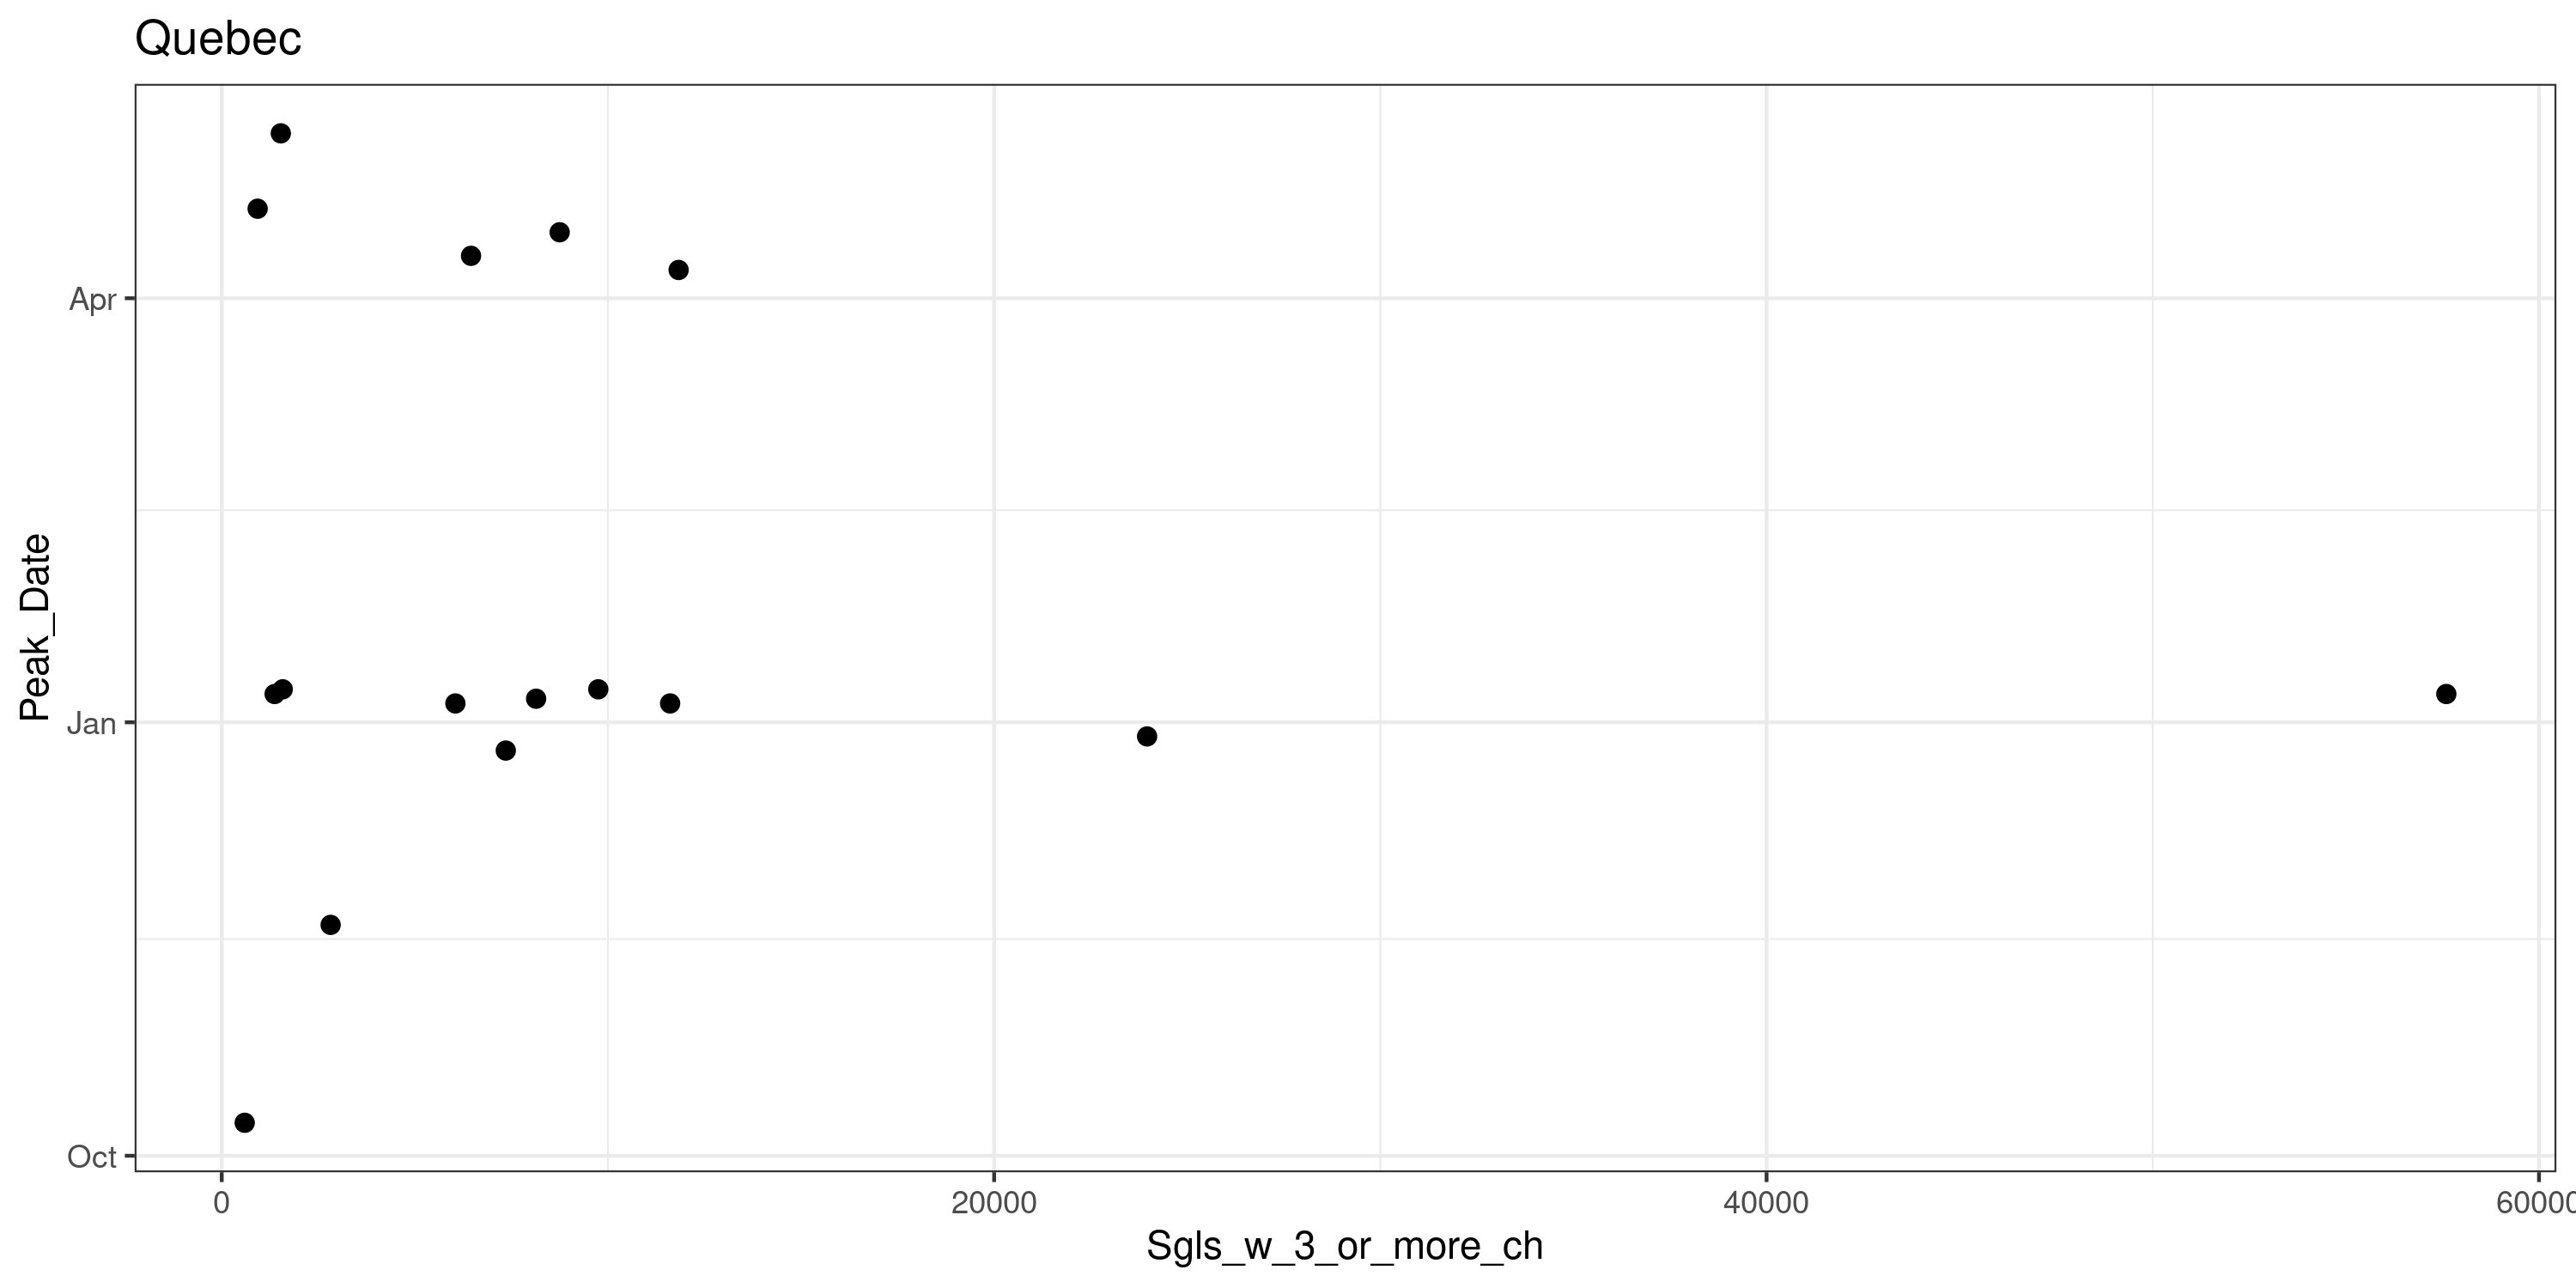 Quebec
Peak_Date
Apr
Jan
Oct
0 20000 40000 60000
Sgls_w_3_or_more_ch